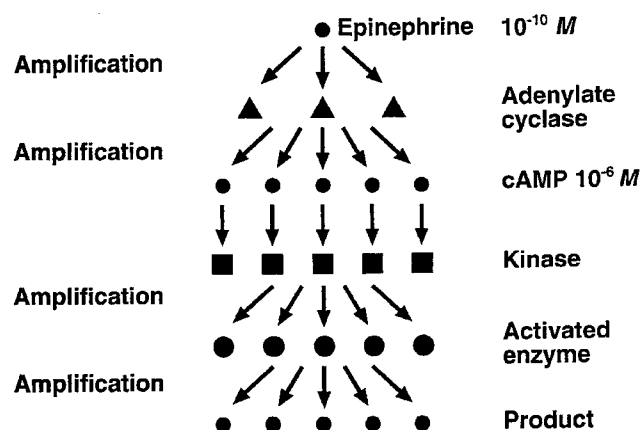 Epinephrine 10⁻¹⁰ M
Amplification
Adenylate
cyclase
Amplification
cAMP 10⁻⁶ M
Kinase
Amplification
Activated
enzyme
Amplification
Product